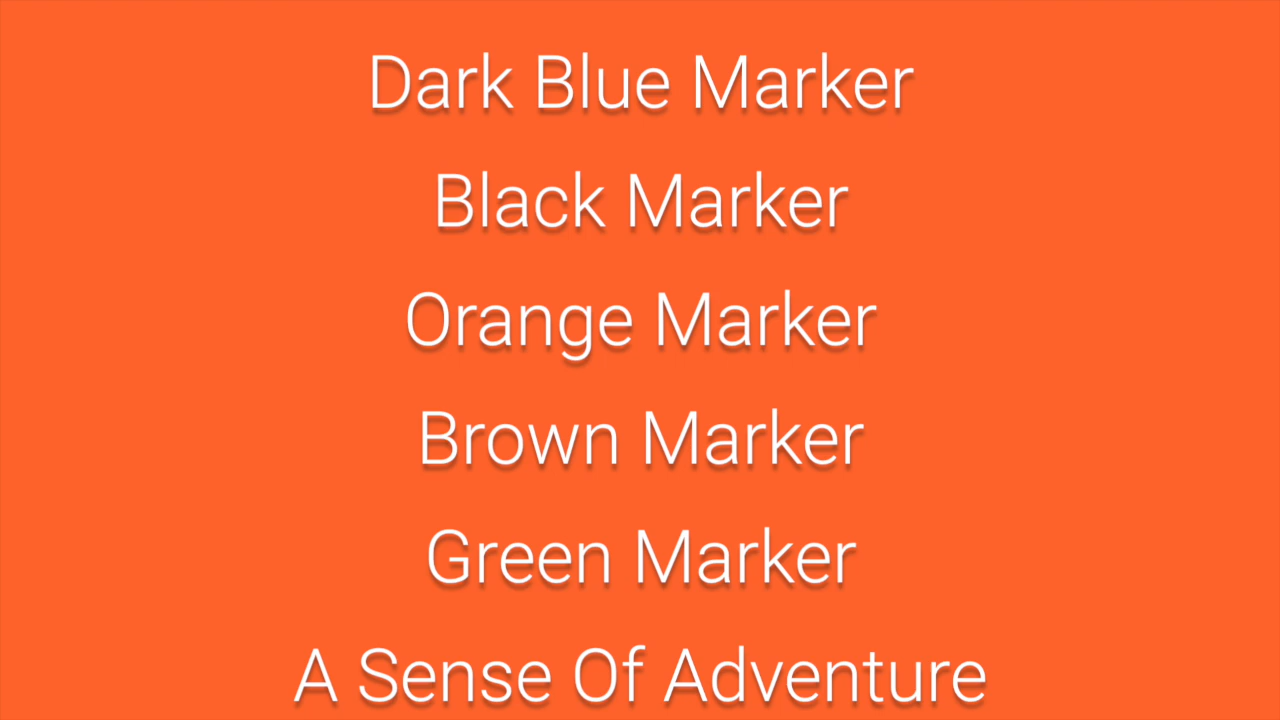 Dark Blue Marker
Black Marker
Orange Marker
Brown Marker
Green Marker
A Sense Of Adventure